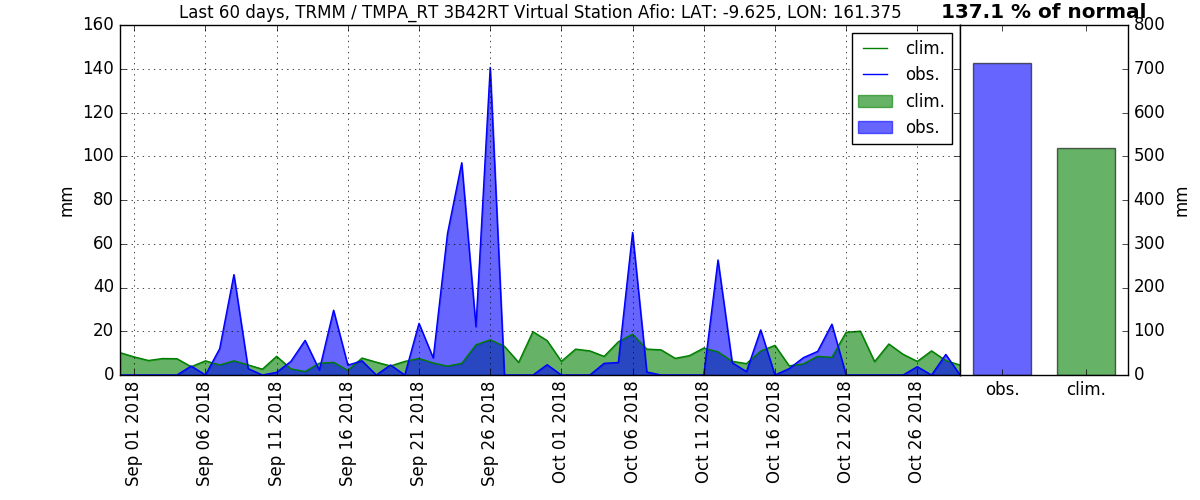 Last 60 days, TRMM / TMPA_RT 3B42RT Virtual Station Afio: LAT: -9.625, LON: 161.375
137.1 % of normal
160
140
120
100
80
60
40
20
0
mm
clim.
obs.
clim.
obs.
800
700
600
500
400
300
200
100
0
mm
Sep 01 2018
Sep 06 2018
Sep 11 2018
Sep 16 2018
Sep 21 2018
Sep 26 2018
Oct 01 2018
Oct 06 2018
Oct 11 2018
Oct 16 2018
Oct 21 2018
Oct 26 2018
obs.
clim.